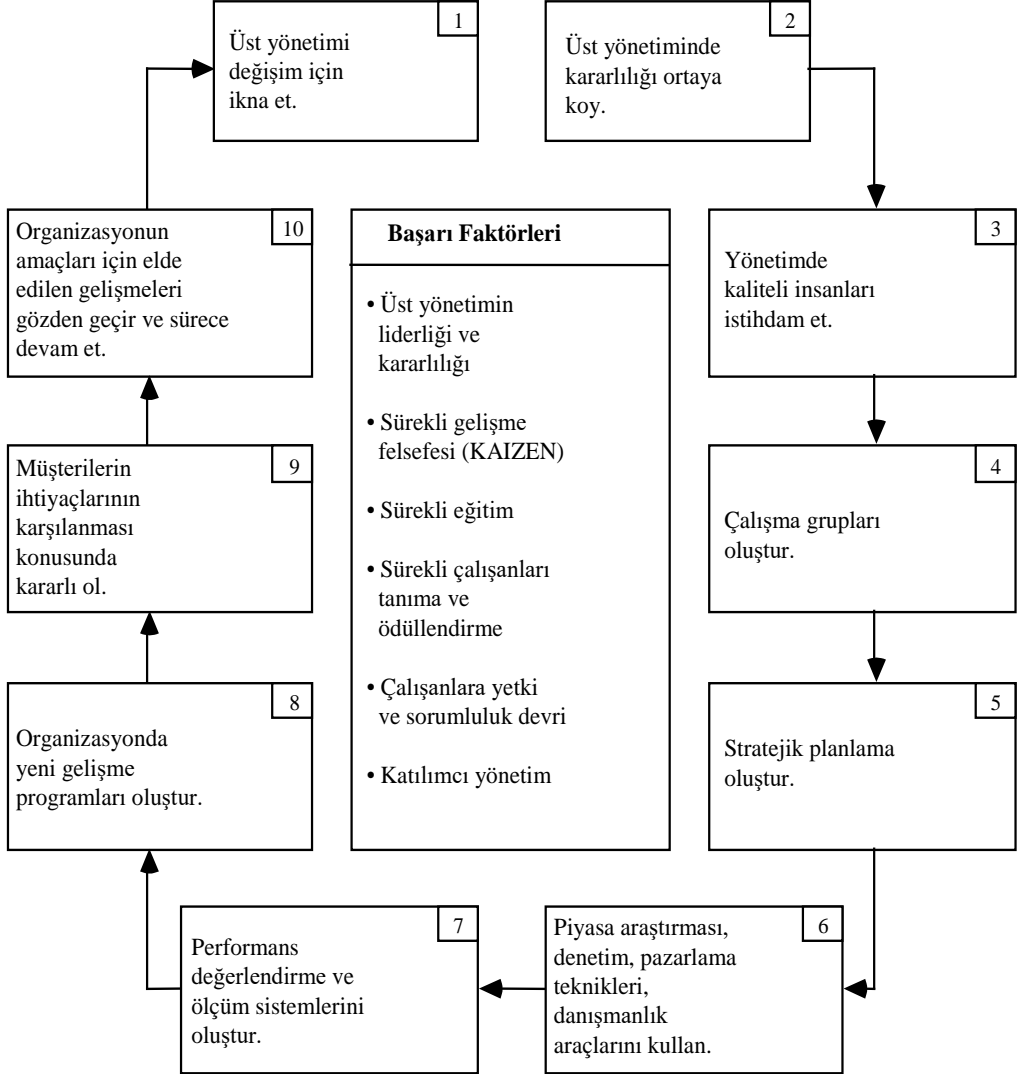 1
Üst yönetimi
değişim için
ikna et.
2
Üst yönetiminde
kararlılığı ortaya
koy.
3
Yönetimde
kaliteli insanları
istihdam et.
4
Çalışma grupları
oluştur.
5
Stratejik planlama
oluştur.
6
Piyasa araştırması,
denetim, pazarlama
teknikleri,
danışmanlık
araçlarını kullan.
7
Performans
değerlendirme ve
ölçüm sistemlerini
oluştur.
8
Organizasyonda
yeni gelişme
programları oluştur.
9
Müşterilerin
ihtiyaçlarının
karşılanması
konusunda
kararlı ol.
10
Organizasyonun
amaçları için elde
edilen gelişmeleri
gözden geçir ve sürece
devam et.
Başarı Faktörleri
• Üst yönetimin
liderliği ve
kararlılığı
• Sürekli gelişme
felsefesi (KAIZEN)
• Sürekli eğitim
• Sürekli çalışanları
tanıma ve
ödüllendirme
• Çalışanlara yetki
ve sorumluluk devri
• Katılımcı yönetim